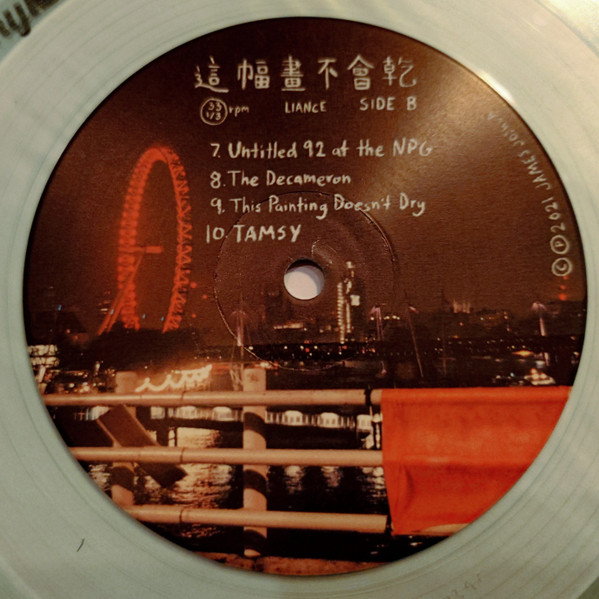 這幅畫不會乾
33 1/3 rpm LIANCE SIDE B
7. Untitled 92 at the NPG
8. The Decameron
9. This Painting Doesn't Dry
10. TAMSY
© ℗ 2021 JAMES